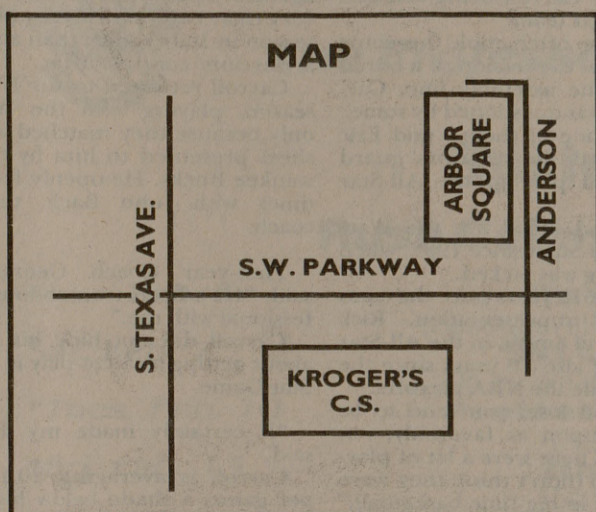 MAP
ARBOR
SQUARE
ANDERSON
S. TEXAS AVE.
S.W. PARKWAY
KROGER'S
C.S.